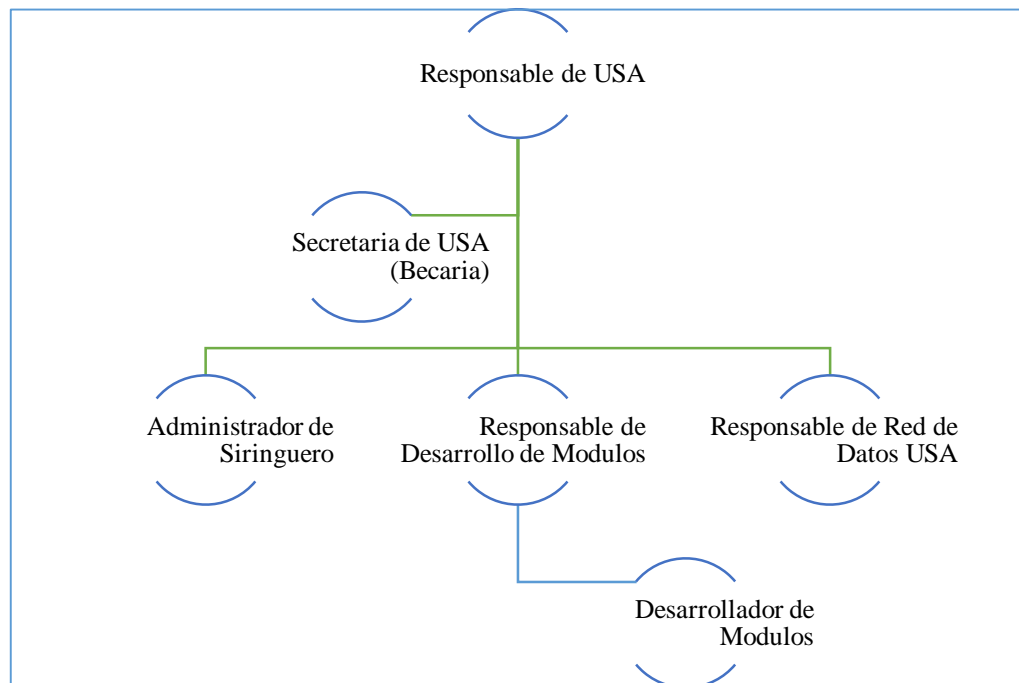 Responsable de USA
Secretaria de USA
(Becaria)
Administrador de
Siringuero
Responsable de
Desarrollo de Modulos
Responsable de Red de
Datos USA
Desarrollador de
Modulos